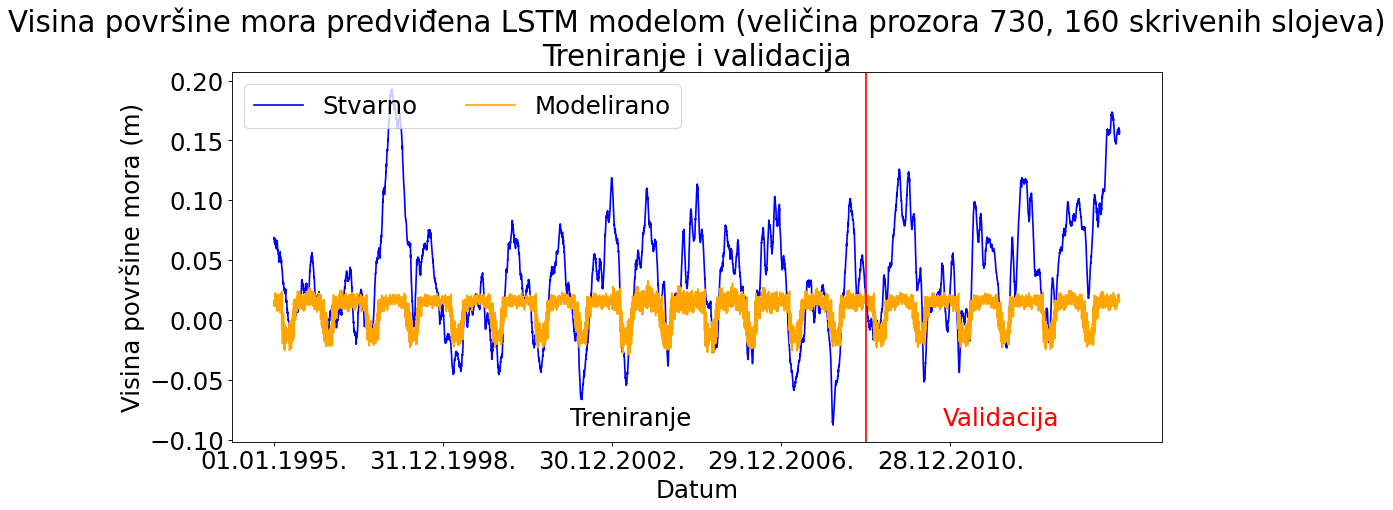 Visina površine mora predviđena LSTM modelom (veličina prozora 730, 160 skrivenih slojeva)
Treniranje i validacija
Stvarno
Modelirano
Visina površine mora (m)
0.20
0.15
0.10
0.05
0.00
−0.05
−0.10
Treniranje
Validacija
01.01.1995.
31.12.1998.
30.12.2002.
29.12.2006.
28.12.2010.
Datum